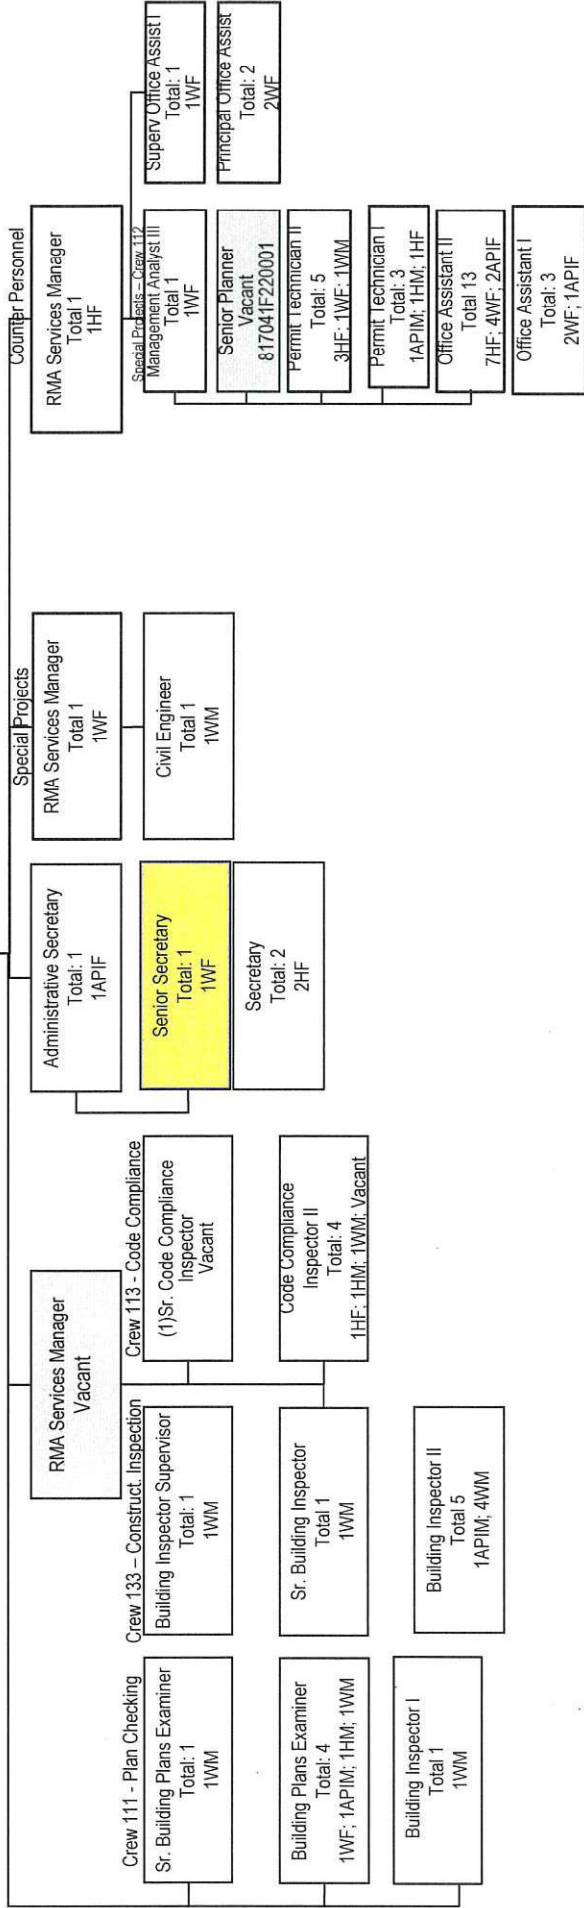 Crew 111 - Plan Checking
Sr. Building Plans Examiner
Total: 1
1WM
Building Plans Examiner
Total: 4
1WF; 1APIM; 1HM; 1WM
Building Inspector I
Total 1
1WM
RMA Services Manager
Vacant
Crew 133 – Construct. Inspection
Building Inspector Supervisor
Total: 1
1WM
Sr. Building Inspector
Total 1
1WM
Building Inspector II
Total 5
1APIM; 4WM
Crew 113 - Code Compliance
(1)Sr. Code Compliance
Inspector
Vacant
Code Compliance
Inspector II
Total: 4
1HF; 1HM; 1WM; Vacant
Administrative Secretary
Total: 1
1APIF
Senior Secretary
Total: 1
1WF
Secretary
Total: 2
2HF
Special Projects
RMA Services Manager
Total 1
1WF
Civil Engineer
Total 1
1WM
Counter Personnel
RMA Services Manager
Total 1
1HF
Special Projects – Crew 112
Management Analyst III
Total 1
1WF
Senior Planner
Vacant
817041F220001
Permit Technician II
Total: 5
3HF; 1WF; 1WM
Permit Technician I
Total: 3
1APIM; 1HM; 1HF
Office Assistant II
Total 13
7HF; 4WF; 2APIF
Office Assistant I
Total: 3
2WF; 1APIF
Superv Office Assist I
Total: 1
1WF
Principal Office Assist
Total: 2
2WF